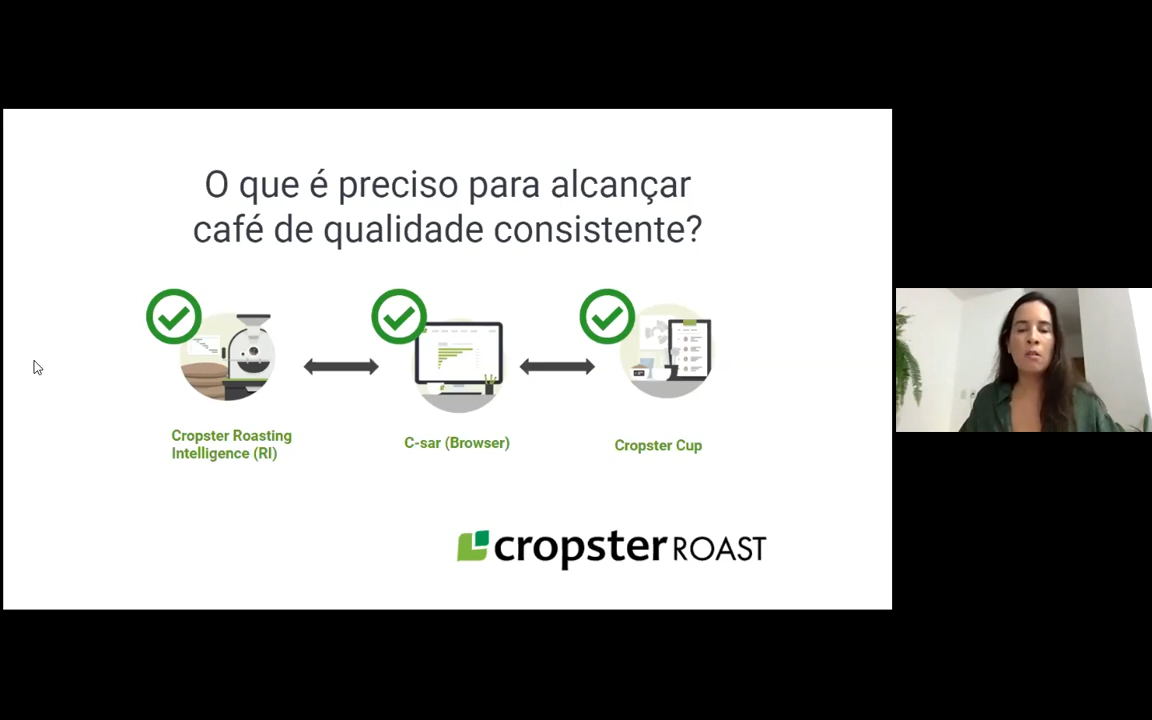 O que é preciso para alcançar
café de qualidade consistente?
Cropster Roasting
Intelligence (RI)
C-sar (Browser)
Cropster Cup
cropster ROAST